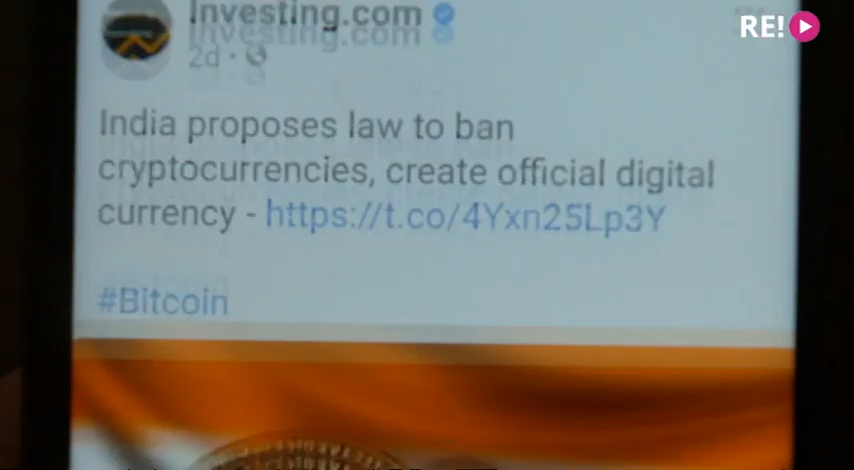 RE!
Investing.com
2d
India proposes law to ban
cryptocurrencies, create official digital
currency - https://t.co/4Yxn25Lp3Y
#Bitcoin